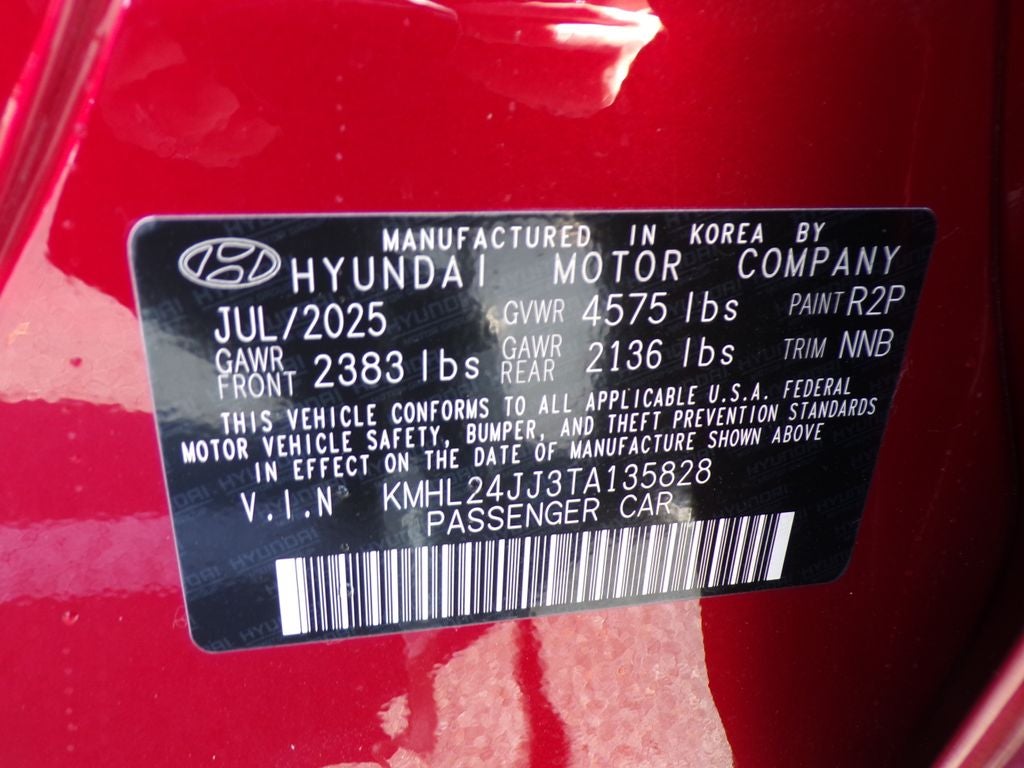 MANUFACTURED IN KOREA BY
HYUNDAI MOTOR COMPANY
JUL/2025 GVWR 4575 lbs PAINT R2P
GAWR FRONT 2383 lbs GAWR REAR 2136 lbs TRIM NNB
THIS VEHICLE CONFORMS TO ALL APPLICABLE U.S.A. FEDERAL
MOTOR VEHICLE SAFETY, BUMPER, AND THEFT PREVENTION STANDARDS
IN EFFECT ON THE DATE OF MANUFACTURE SHOWN ABOVE
V.I.N KMHL24JJ3TA135828
PASSENGER CAR